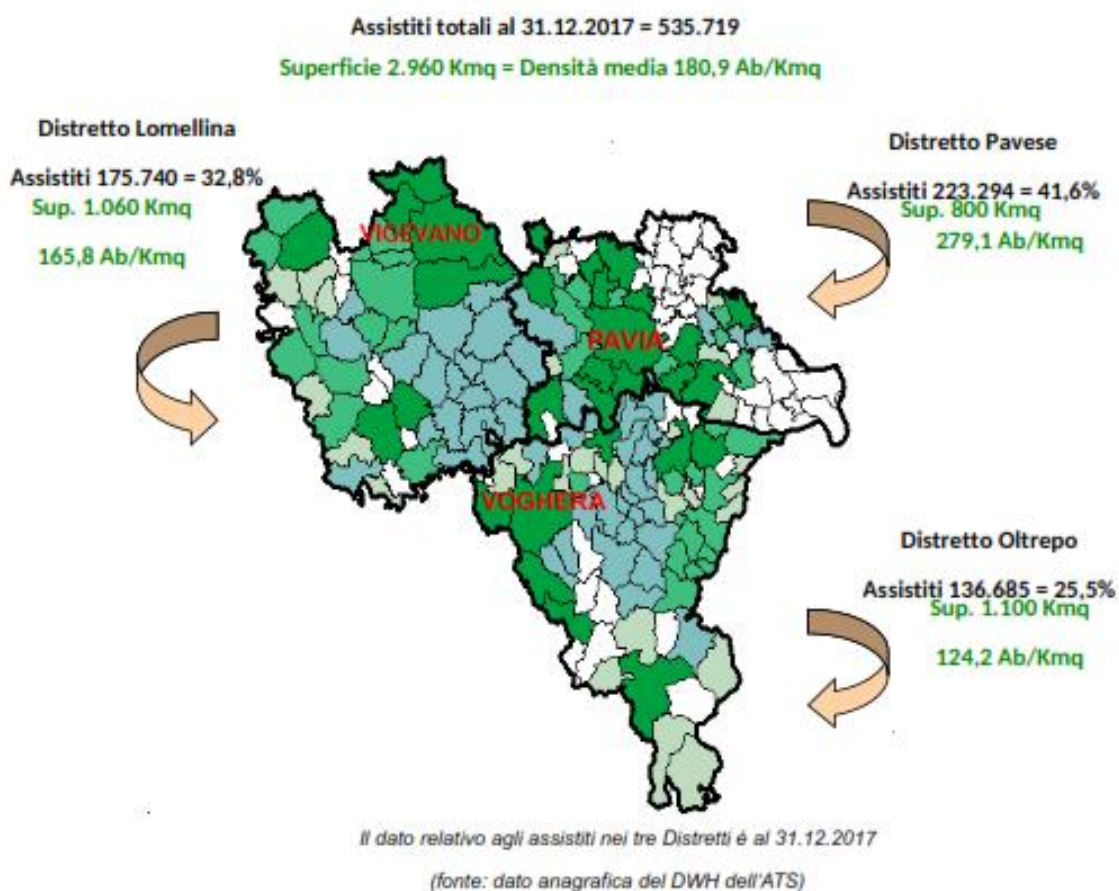 Assistiti totali al 31.12.2017 = 535.719
Superficie 2.960 Kmq = Densità media 180,9 Ab/Kmq
Distretto Lomellina
Assistiti 175.740 = 32,8%
Sup. 1.060 Kmq
165,8 Ab/Kmq
Distretto Pavese
Assistiti 223.294 = 41,6%
Sup. 800 Kmq
279,1 Ab/Kmq
VIGEVANO
PAVIA
VOGHERA
Distretto Oltrepo
Assistiti 136.685 = 25,5%
Sup. 1.100 Kmq
124,2 Ab/Kmq
Il dato relativo agli assistiti nei tre Distretti è al 31.12.2017
(fonte: dato anagrafica del DWH dell'ATS)